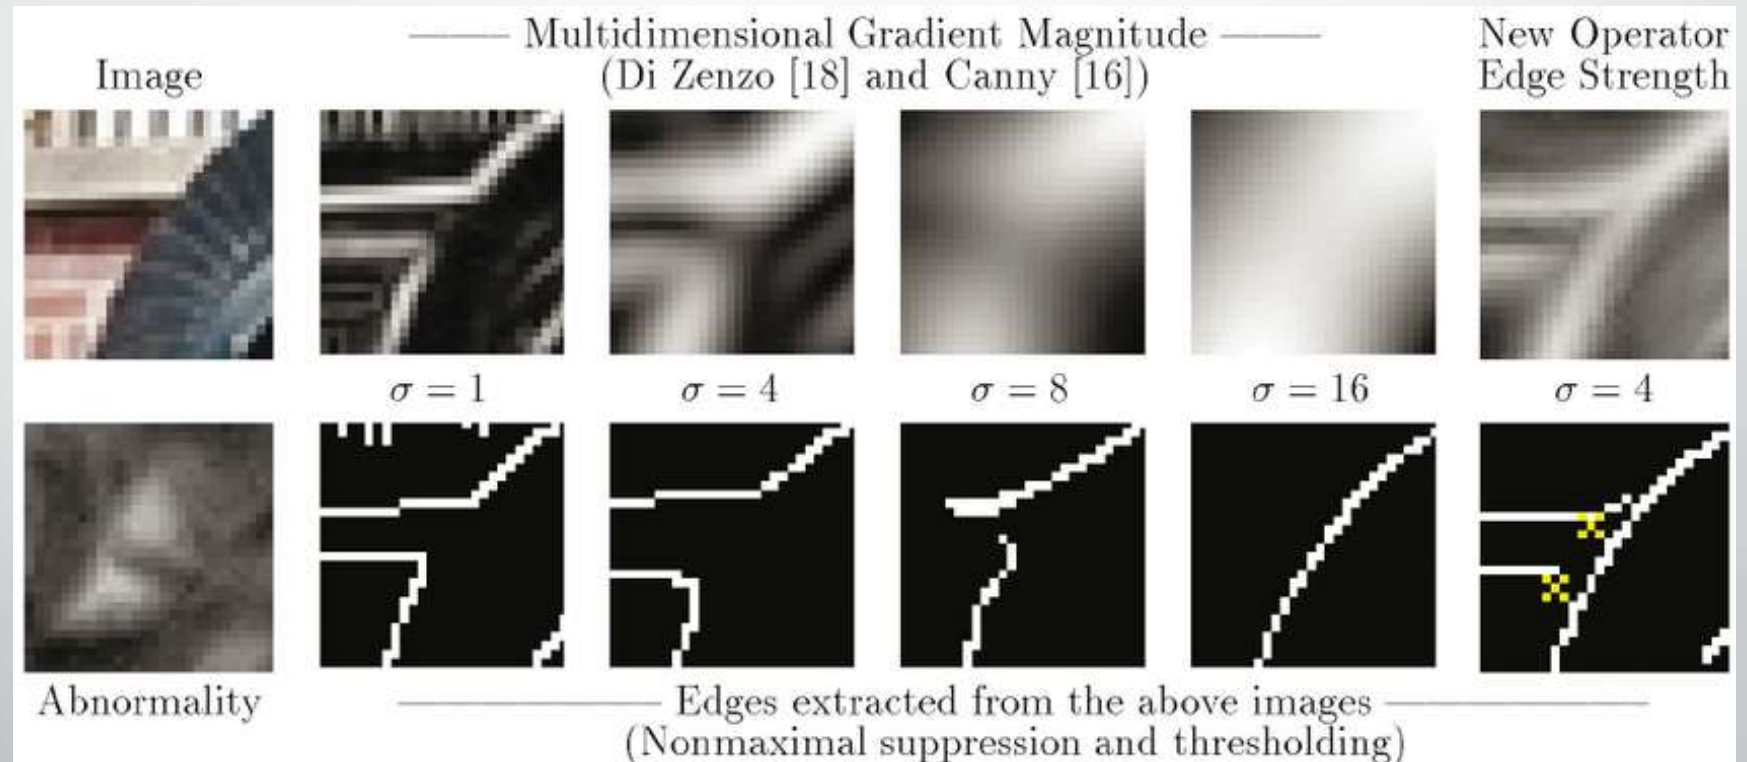 Image
Multidimensional Gradient Magnitude
(Di Zenzo [18] and Canny [16])
New Operator
Edge Strength
σ = 1
σ = 4
σ = 8
σ = 16
σ = 4
Abnormality
Edges extracted from the above images
(Nonmaximal suppression and thresholding)